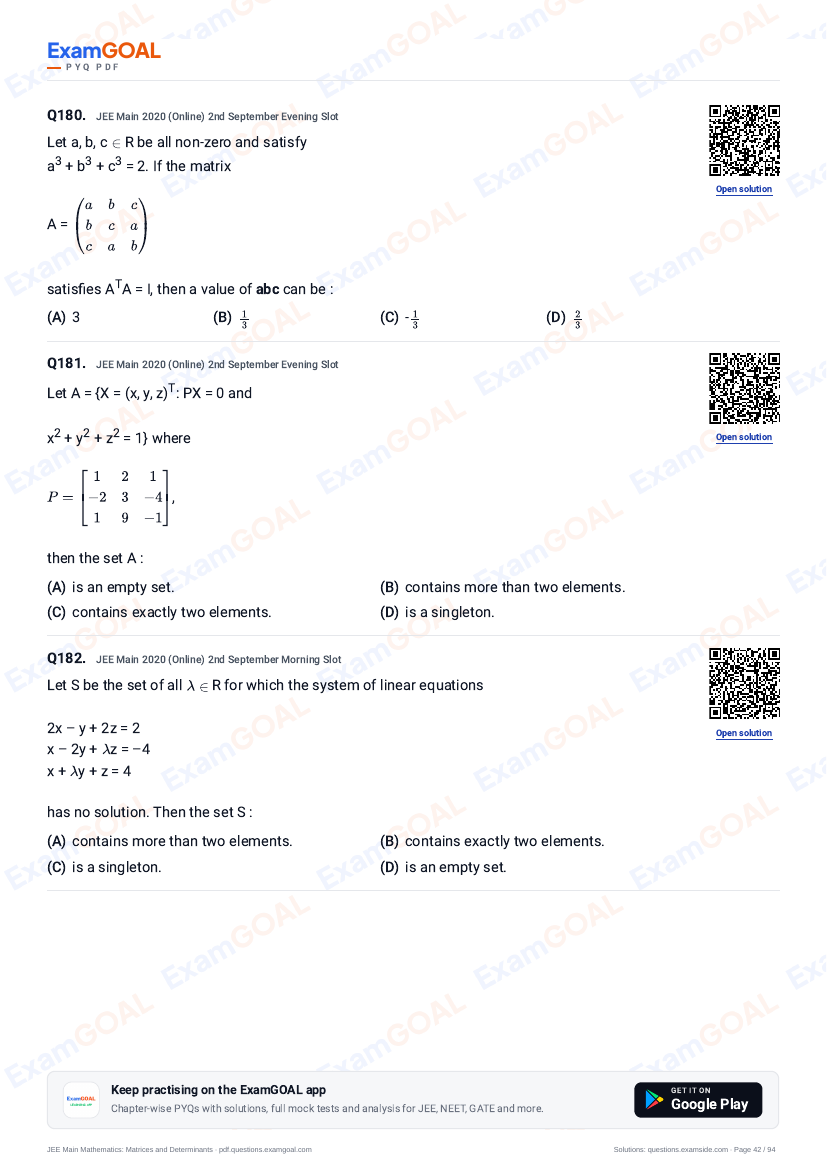 ExamGOAL
PYQ PDF
Q180. JEE Main 2020 (Online) 2nd September Evening Slot
Let a, b, c ∈ R be all non-zero and satisfy
a³ + b³ + c³ = 2. If the matrix
A = \begin{pmatrix} a & b & c \\ b & c & a \\ c & a & b \end{pmatrix}
satisfies AᵀA = I, then a value of abc can be :
(A) 3 (B) 1/3 (C) -1/3 (D) 2/3
Open solution
Q181. JEE Main 2020 (Online) 2nd September Evening Slot
Let A = {X = (x, y, z)ᵀ: PX = 0 and
x² + y² + z² = 1} where
P = \begin{bmatrix} 1 & 2 & 1 \\ −2 & 3 & −4 \\ 1 & 9 & −1 \end{bmatrix},
then the set A :
(A) is an empty set. (B) contains more than two elements.
(C) contains exactly two elements. (D) is a singleton.
Open solution
Q182. JEE Main 2020 (Online) 2nd September Morning Slot
Let S be the set of all λ ∈ R for which the system of linear equations
2x − y + 2z = 2
x − 2y + λz = −4
x + λy + z = 4
has no solution. Then the set S :
(A) contains more than two elements. (B) contains exactly two elements.
(C) is a singleton. (D) is an empty set.
Open solution
Keep practising on the ExamGOAL app
Chapter-wise PYQs with solutions, full mock tests and analysis for JEE, NEET, GATE and more.
GET IT ON
Google Play
JEE Main Mathematics: Matrices and Determinants · pdf.questions.examgoal.com
Solutions: questions.examside.com · Page 42 / 94